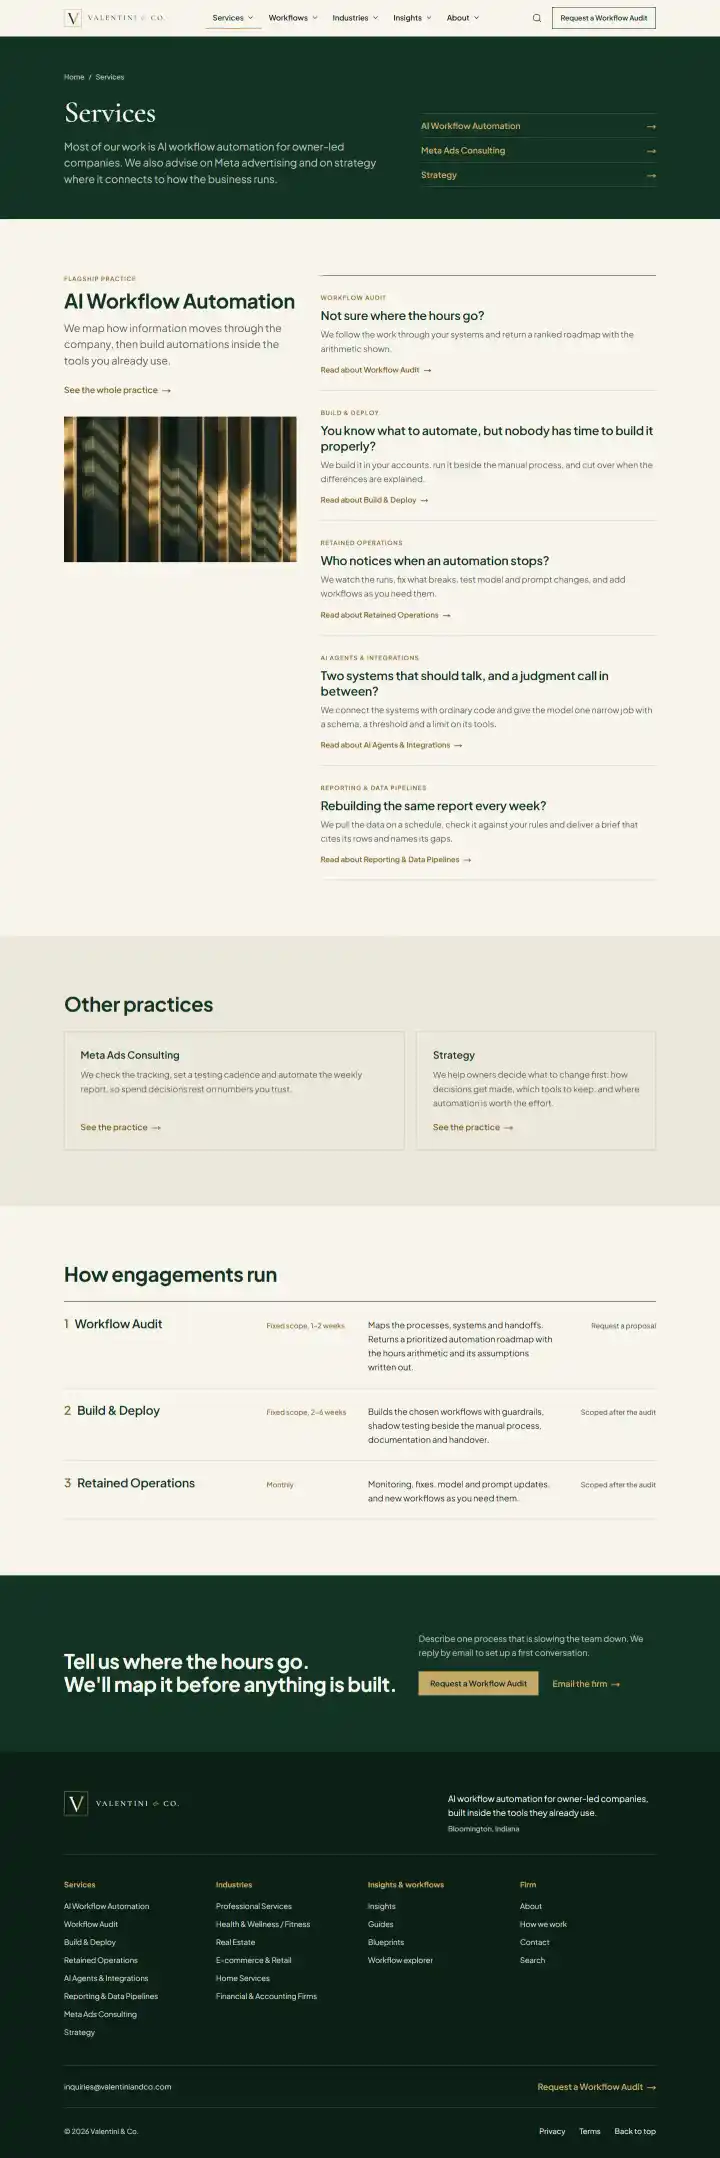 V VALENTINI & CO.
Services
Workflows
Industries
Insights
About
Request a Workflow Audit
Home / Services
Services
Most of our work is AI workflow automation for owner-led
companies. We also advise on Meta advertising and on strategy
where it connects to how the business runs.
AI Workflow Automation →
Meta Ads Consulting →
Strategy →
FLAGSHIP PRACTICE
AI Workflow Automation
We map how information moves through the
company, then build automations inside the
tools you already use.
See the whole practice →
WORKFLOW AUDIT
Not sure where the hours go?
We follow the work through your systems and return a ranked roadmap with the
arithmetic shown.
Read about Workflow Audit →
BUILD & DEPLOY
You know what to automate, but nobody has time to build it
properly?
We build it in your accounts, run it beside the manual process, and cut over when the
differences are explained.
Read about Build & Deploy →
RETAINED OPERATIONS
Who notices when an automation stops?
We watch the runs, fix what breaks, test model and prompt changes, and add
workflows as you need them.
Read about Retained Operations →
AI AGENTS & INTEGRATIONS
Two systems that should talk, and a judgment call in
between?
We connect the systems with ordinary code and give the model one narrow job with
a schema, a threshold and a limit on its tools.
Read about AI Agents & Integrations →
REPORTING & DATA PIPELINES
Rebuilding the same report every week?
We pull the data on a schedule, check it against your rules and deliver a brief that
cites its rows and names its gaps.
Read about Reporting & Data Pipelines →
Other practices
Meta Ads Consulting
We check the tracking, set a testing cadence and automate the weekly
report, so spend decisions rest on numbers you trust.
See the practice →
Strategy
We help owners decide what to change first: how
decisions get made, which tools to keep, and where
automation is worth the effort.
See the practice →
How engagements run
1 Workflow Audit
Fixed scope, 1–2 weeks
Maps the processes, systems and handoffs.
Returns a prioritized automation roadmap with
the hours arithmetic and its assumptions
written out.
Request a proposal
2 Build & Deploy
Fixed scope, 2–6 weeks
Builds the chosen workflows with guardrails,
shadow testing beside the manual process,
documentation and handover.
Scoped after the audit
3 Retained Operations
Monthly
Monitoring, fixes, model and prompt updates,
and new workflows as you need them.
Scoped after the audit
Tell us where the hours go.
We'll map it before anything is built.
Describe one process that is slowing the team down. We
reply by email to set up a first conversation.
Request a Workflow Audit
Email the firm →
V VALENTINI & CO.
AI workflow automation for owner-led companies,
built inside the tools they already use.
Bloomington, Indiana
Services
AI Workflow Automation
Workflow Audit
Build & Deploy
Retained Operations
AI Agents & Integrations
Reporting & Data Pipelines
Meta Ads Consulting
Strategy
Industries
Professional Services
Health & Wellness / Fitness
Real Estate
E-commerce & Retail
Home Services
Financial & Accounting Firms
Insights & workflows
Insights
Guides
Blueprints
Workflow explorer
Firm
About
How we work
Contact
Search
inquiries@valentiniandco.com
Request a Workflow Audit →
© 2026 Valentini & Co.
Privacy
Terms
Back to top